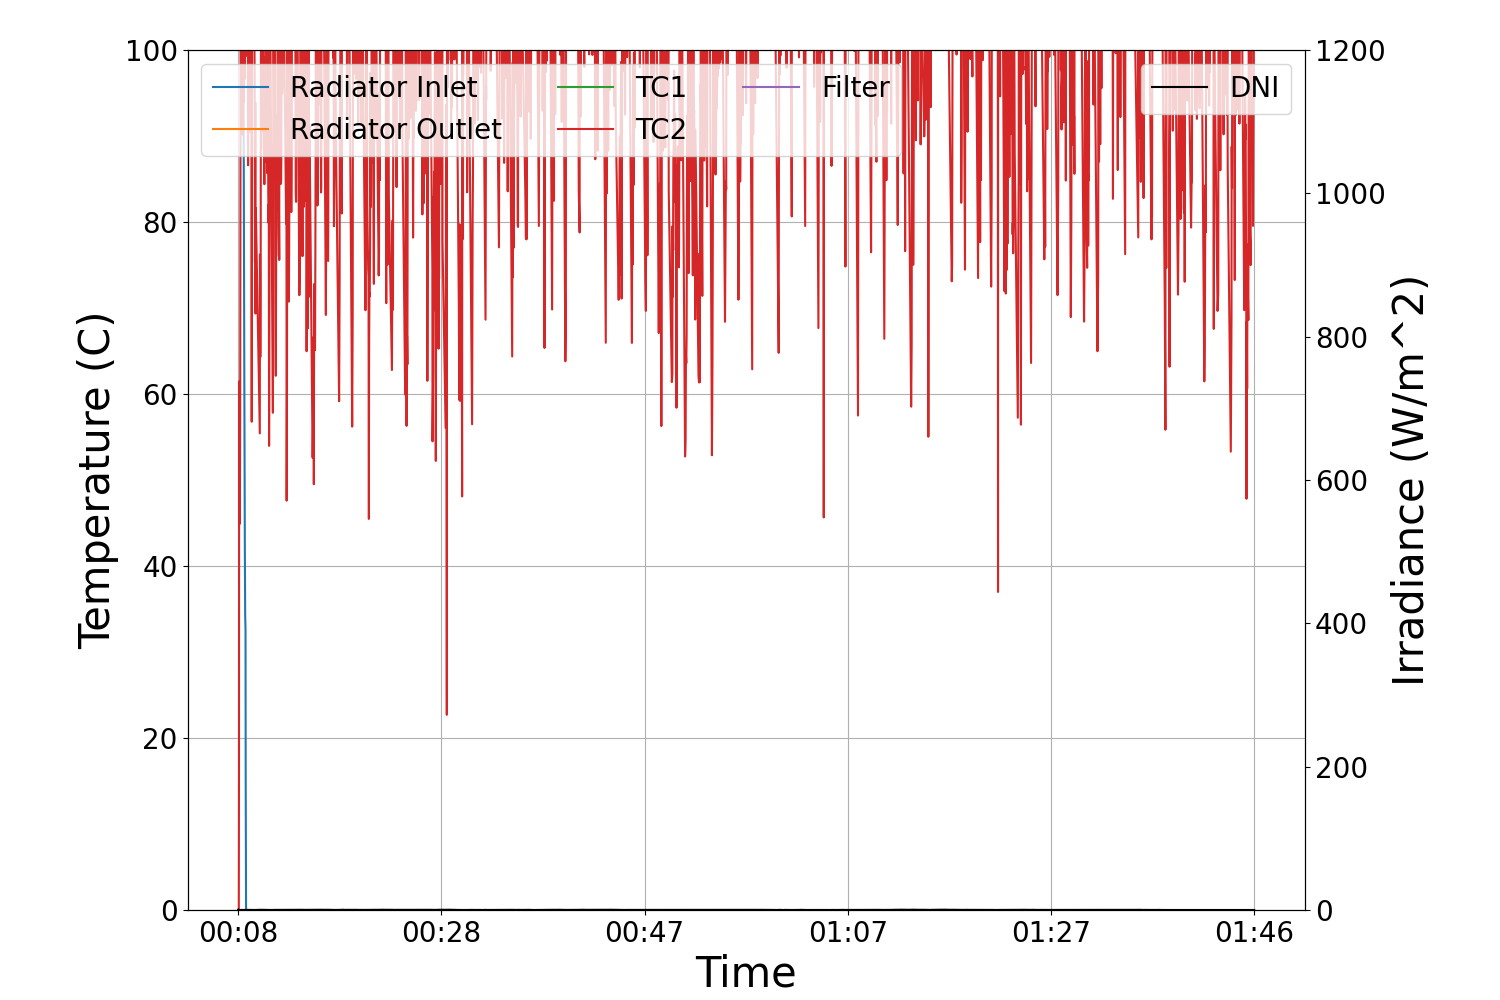 Temperature (C)
100
80
60
40
20
0
Radiator Inlet
Radiator Outlet
TC1
TC2
Filter
DNI
1200
1000
800
600
400
200
0
Irradiance (W/m^2)
00:08 00:28 00:47 01:07 01:27 01:46
Time